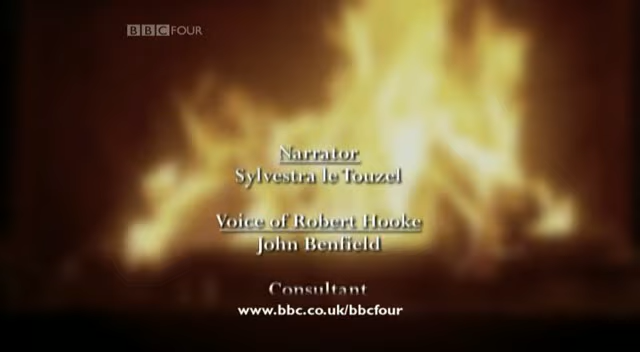 BBC FOUR
Narrator
Sylvestra le Touzel
Voice of Robert Hooke
John Benfield
Consultant
www.bbc.co.uk/bbcfour